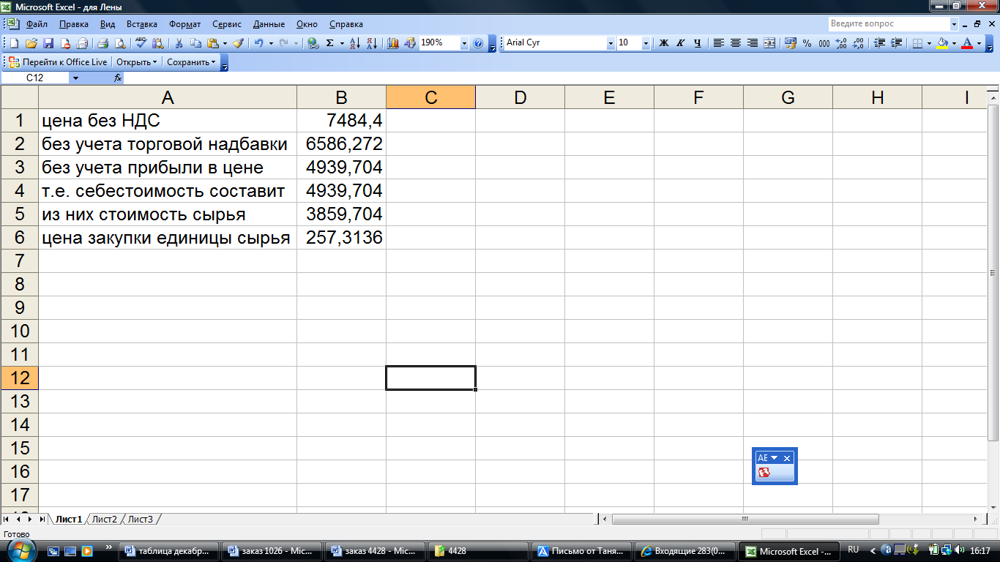 Microsoft Excel - для Лены
Файл Правка Вид Вставка Формат Сервис Данные Окно Справка Введите вопрос
100% Arial Cyr 10 Ж К Ч % 000
Перейти к Office Live Открыть Сохранить
C12 fx
A B C D E F G H I
1 цена без НДС 7484,4
2 без учета торговой надбавки 6586,272
3 без учета прибыли в цене 4939,704
4 т.е. себестоимость составит 4939,704
5 из них стоимость сырья 3859,704
6 цена закупки единицы сырья 257,3136
7
8
9
10
11
12
13
14
15
16
17
AE
Лист1 Лист2 Лист3
Готово
таблица декабр... заказ 1026 - Mic... заказ 4428 - Mic... 4428 Письмо от Таня... Входящие 283(0... Microsoft Excel -... RU 16:17